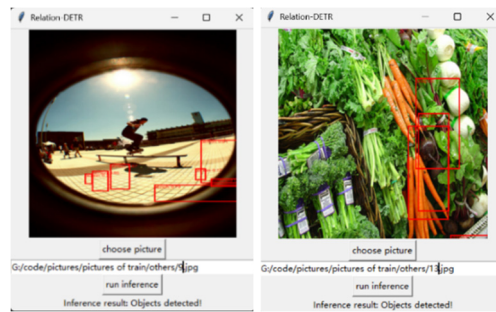 Relation-DETR
choose picture
G:/code/pictures/pictures of train/others/9.jpg
run inference
Inference result: Objects detected!
Relation-DETR
choose picture
G:/code/pictures/pictures of train/others/13.jpg
run inference
Inference result: Objects detected!